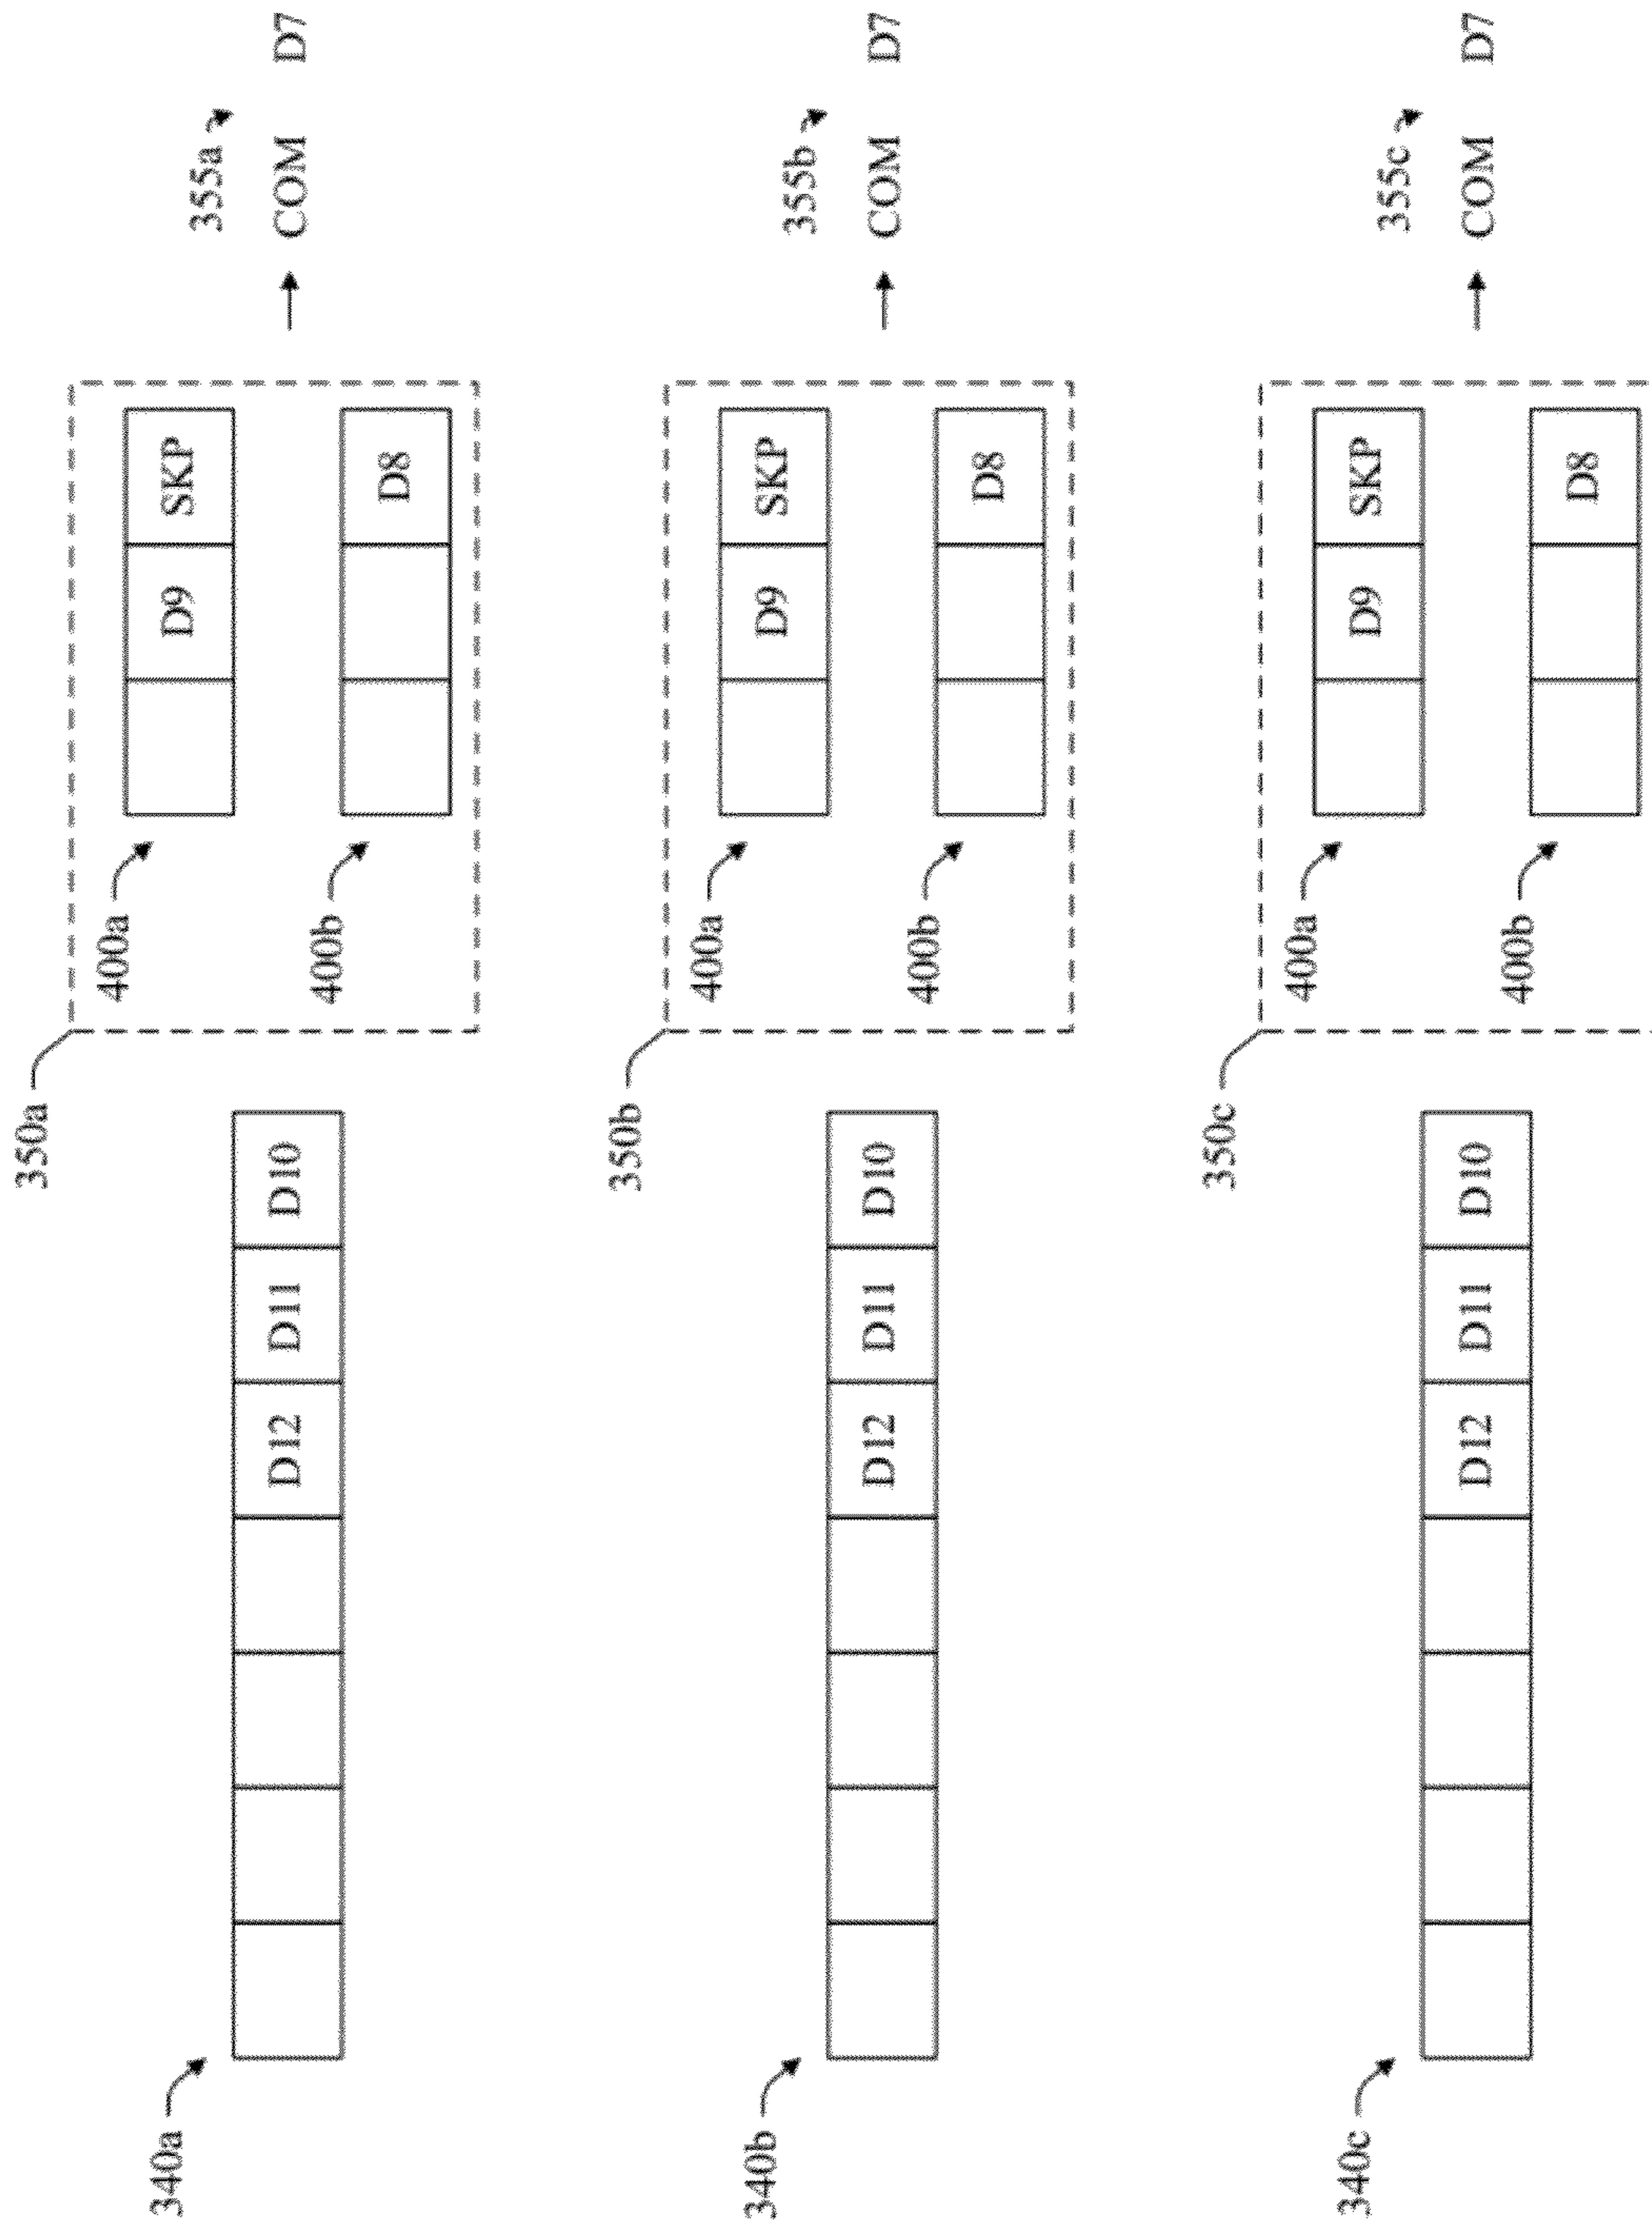 350a
400a
340a
D9 SKP
355a
D12 D11 D10 COM D7
400b
D8
350b
400a
340b
D9 SKP
355b
D12 D11 D10 COM D7
400b
D8
350c
400a
340c
D9 SKP
355c
D12 D11 D10 COM D7
400b
D8